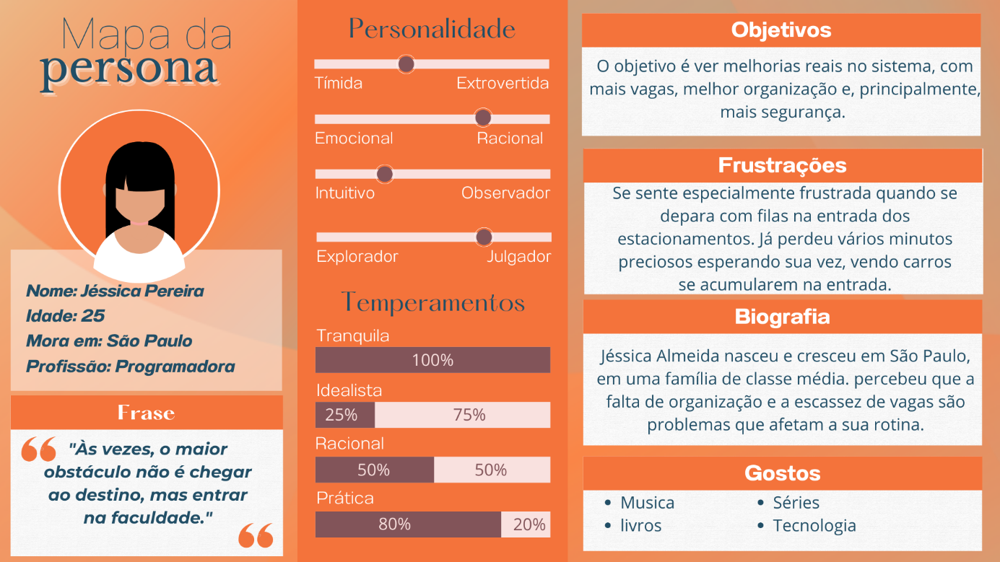 Mapa da
persona
Nome: Jéssica Pereira
Idade: 25
Mora em: São Paulo
Profissão: Programadora
Frase
"Às vezes, o maior
obstáculo não é chegar
ao destino, mas entrar
na faculdade."
Personalidade
Tímida Extrovertida
Emocional Racional
Intuitivo Observador
Explorador Julgador
Temperamentos
Tranquila
100%
Idealista
25% 75%
Racional
50% 50%
Prática
80% 20%
Objetivos
O objetivo é ver melhorias reais no sistema, com
mais vagas, melhor organização e, principalmente,
mais segurança.
Frustrações
Se sente especialmente frustrada quando se
depara com filas na entrada dos
estacionamentos. Já perdeu vários minutos
preciosos esperando sua vez, vendo carros
se acumularem na entrada.
Biografia
Jéssica Almeida nasceu e cresceu em São Paulo,
em uma família de classe média. percebeu que a
falta de organização e a escassez de vagas são
problemas que afetam a sua rotina.
Gostos
• Musica
• livros
• Séries
• Tecnologia